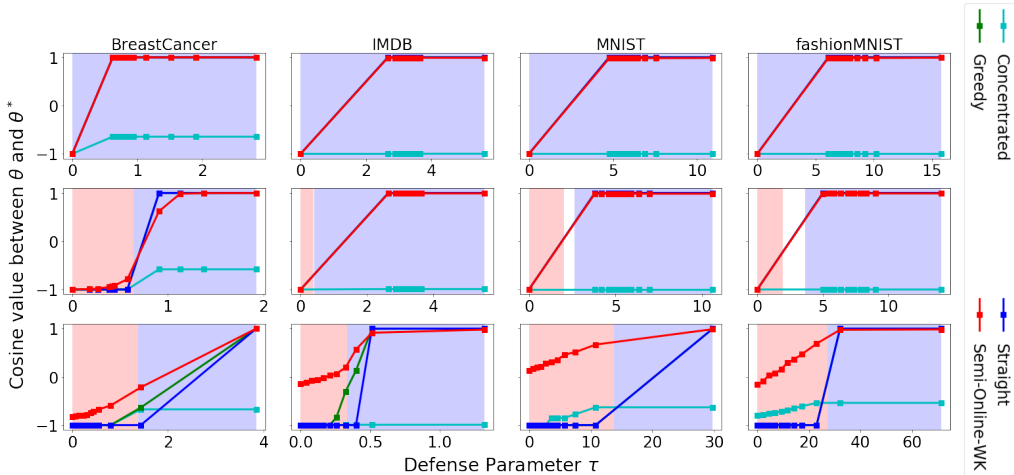 BreastCancer IMDB MNIST fashionMNIST
1 0 −1
0 1 2 0 2 4 0 5 10 0 5 10 15
1 0 −1
0 1 2 0 2 4 0 5 10 0 5 10
1 0 −1
0 2 4 0.0 0.5 1.0 0 10 20 30 0 20 40 60
Cosine value between θ and θ*
Defense Parameter τ
Concentrated
Greedy
Straight
Semi-Online-WK